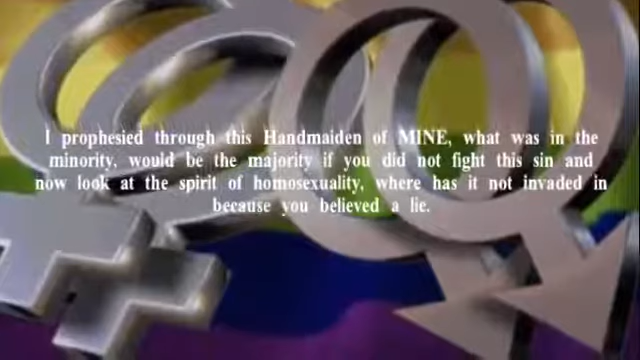 I prophesied through this Handmaiden of MINE, what was in the
minority, would be the majority if you did not fight this sin and
now look at the spirit of homosexuality, where has it not invaded in
because you believed a lie.